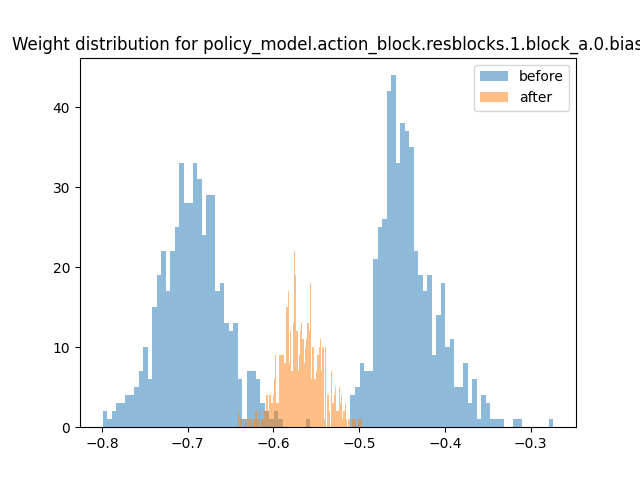 Weight distribution for policy_model.action_block.resblocks.1.block_a.0.bias
before
after
40
30
20
10
0
−0.8 −0.7 −0.6 −0.5 −0.4 −0.3